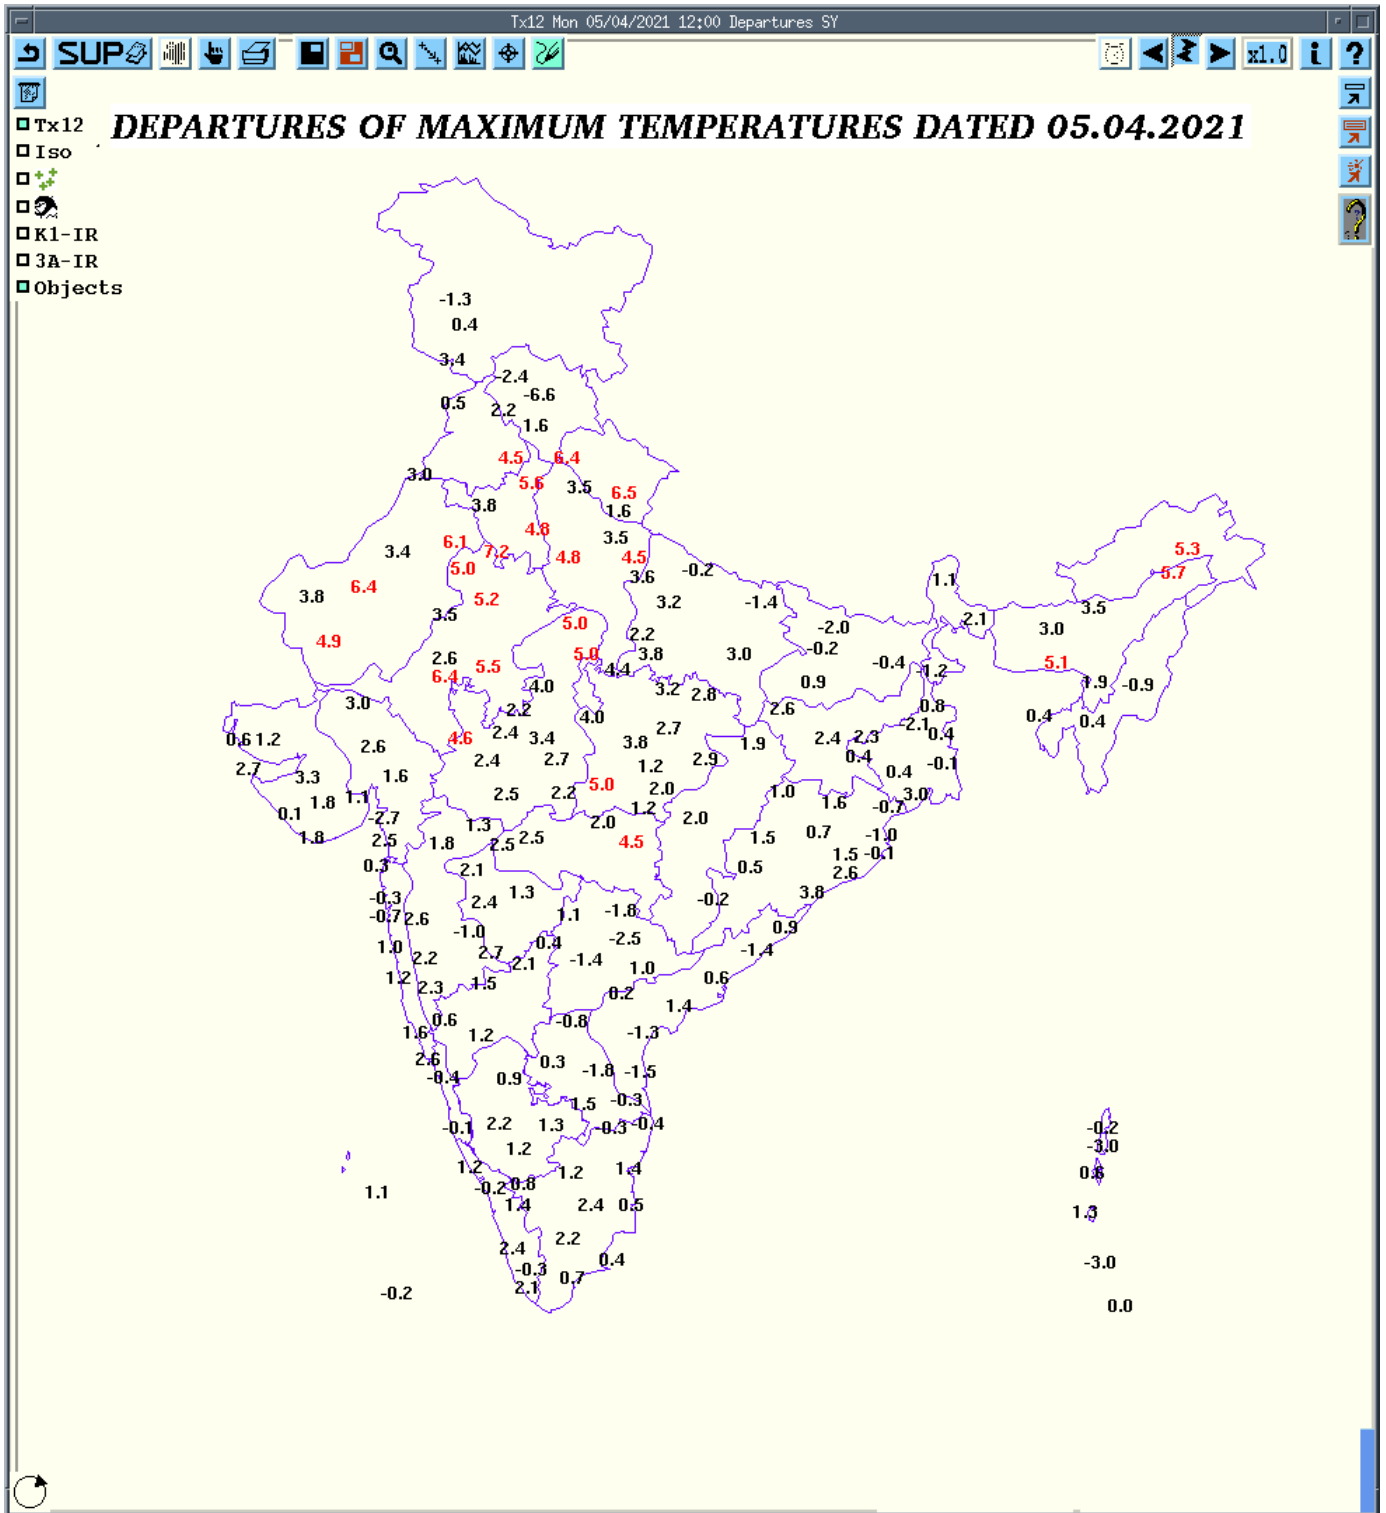 Tx12 Mon 05/04/2021 12:00 Departures SY
SUP x1.0 i ?
Tx12
DEPARTURES OF MAXIMUM TEMPERATURES DATED 05.04.2021
Iso
K1-IR
3A-IR
Objects
-1.3
0.4
3.4
-2.4
-6.6
0.5 2.2
1.6
4.5 6.4
3.0 5.6 3.5 6.5
3.8 1.6
4.8 3.5
6.1 7.2 4.8 4.5 5.3
3.4
5.0 3.6 -0.2 5.7
6.4 1.1
3.8 5.2 3.2 -1.4 3.5
3.5 5.0 -2.0 2.1 3.0
4.9 2.2 -0.2
2.6 5.5 5.0 3.8 3.0 -0.4 5.1
6.4 4.4 -1.2
4.0 3.2 2.8 0.9 1.9 -0.9
3.0 2.2 4.0 2.6 0.8 0.4 0.4
0.6 1.2 2.6 4.6 2.4 3.4 3.8 2.7 1.9 2.4 2.3 -2.1 0.4
2.7 3.3 1.6 2.4 2.7 1.2 2.9 0.4 0.4 -0.1
1.8 1.1 2.5 2.2 5.0 2.0 1.0 1.6 3.0
0.1 -2.7 1.2 2.0 -0.7
1.8 2.5 1.8 1.3 2.5 2.5 2.0 4.5 1.5 0.7 -1.0
0.3 2.1 0.5 1.5 -0.1
2.6
-0.3 2.4 1.3 -0.2 3.8
-0.7 2.6 1.1 -1.8
-1.0 0.9
1.0 2.2 2.7 0.4 -2.5 -1.4
2.1 -1.4 1.0
1.2 2.3 1.5 0.6
0.2 1.4
1.6 0.6 1.2 -0.8 -1.3
2.6 0.3
-0.4 0.9 -1.8 -1.5
1.5 -0.3
-0.1 2.2 1.3 -0.3 -0.4 -0.2
1.2 -3.0
1.2 1.2 1.4 0.8
1.1 -0.2 0.8
1.4 2.4 0.5 1.3
2.4 2.2
-0.3 0.4 -3.0
2.1 0.7
-0.2 0.0